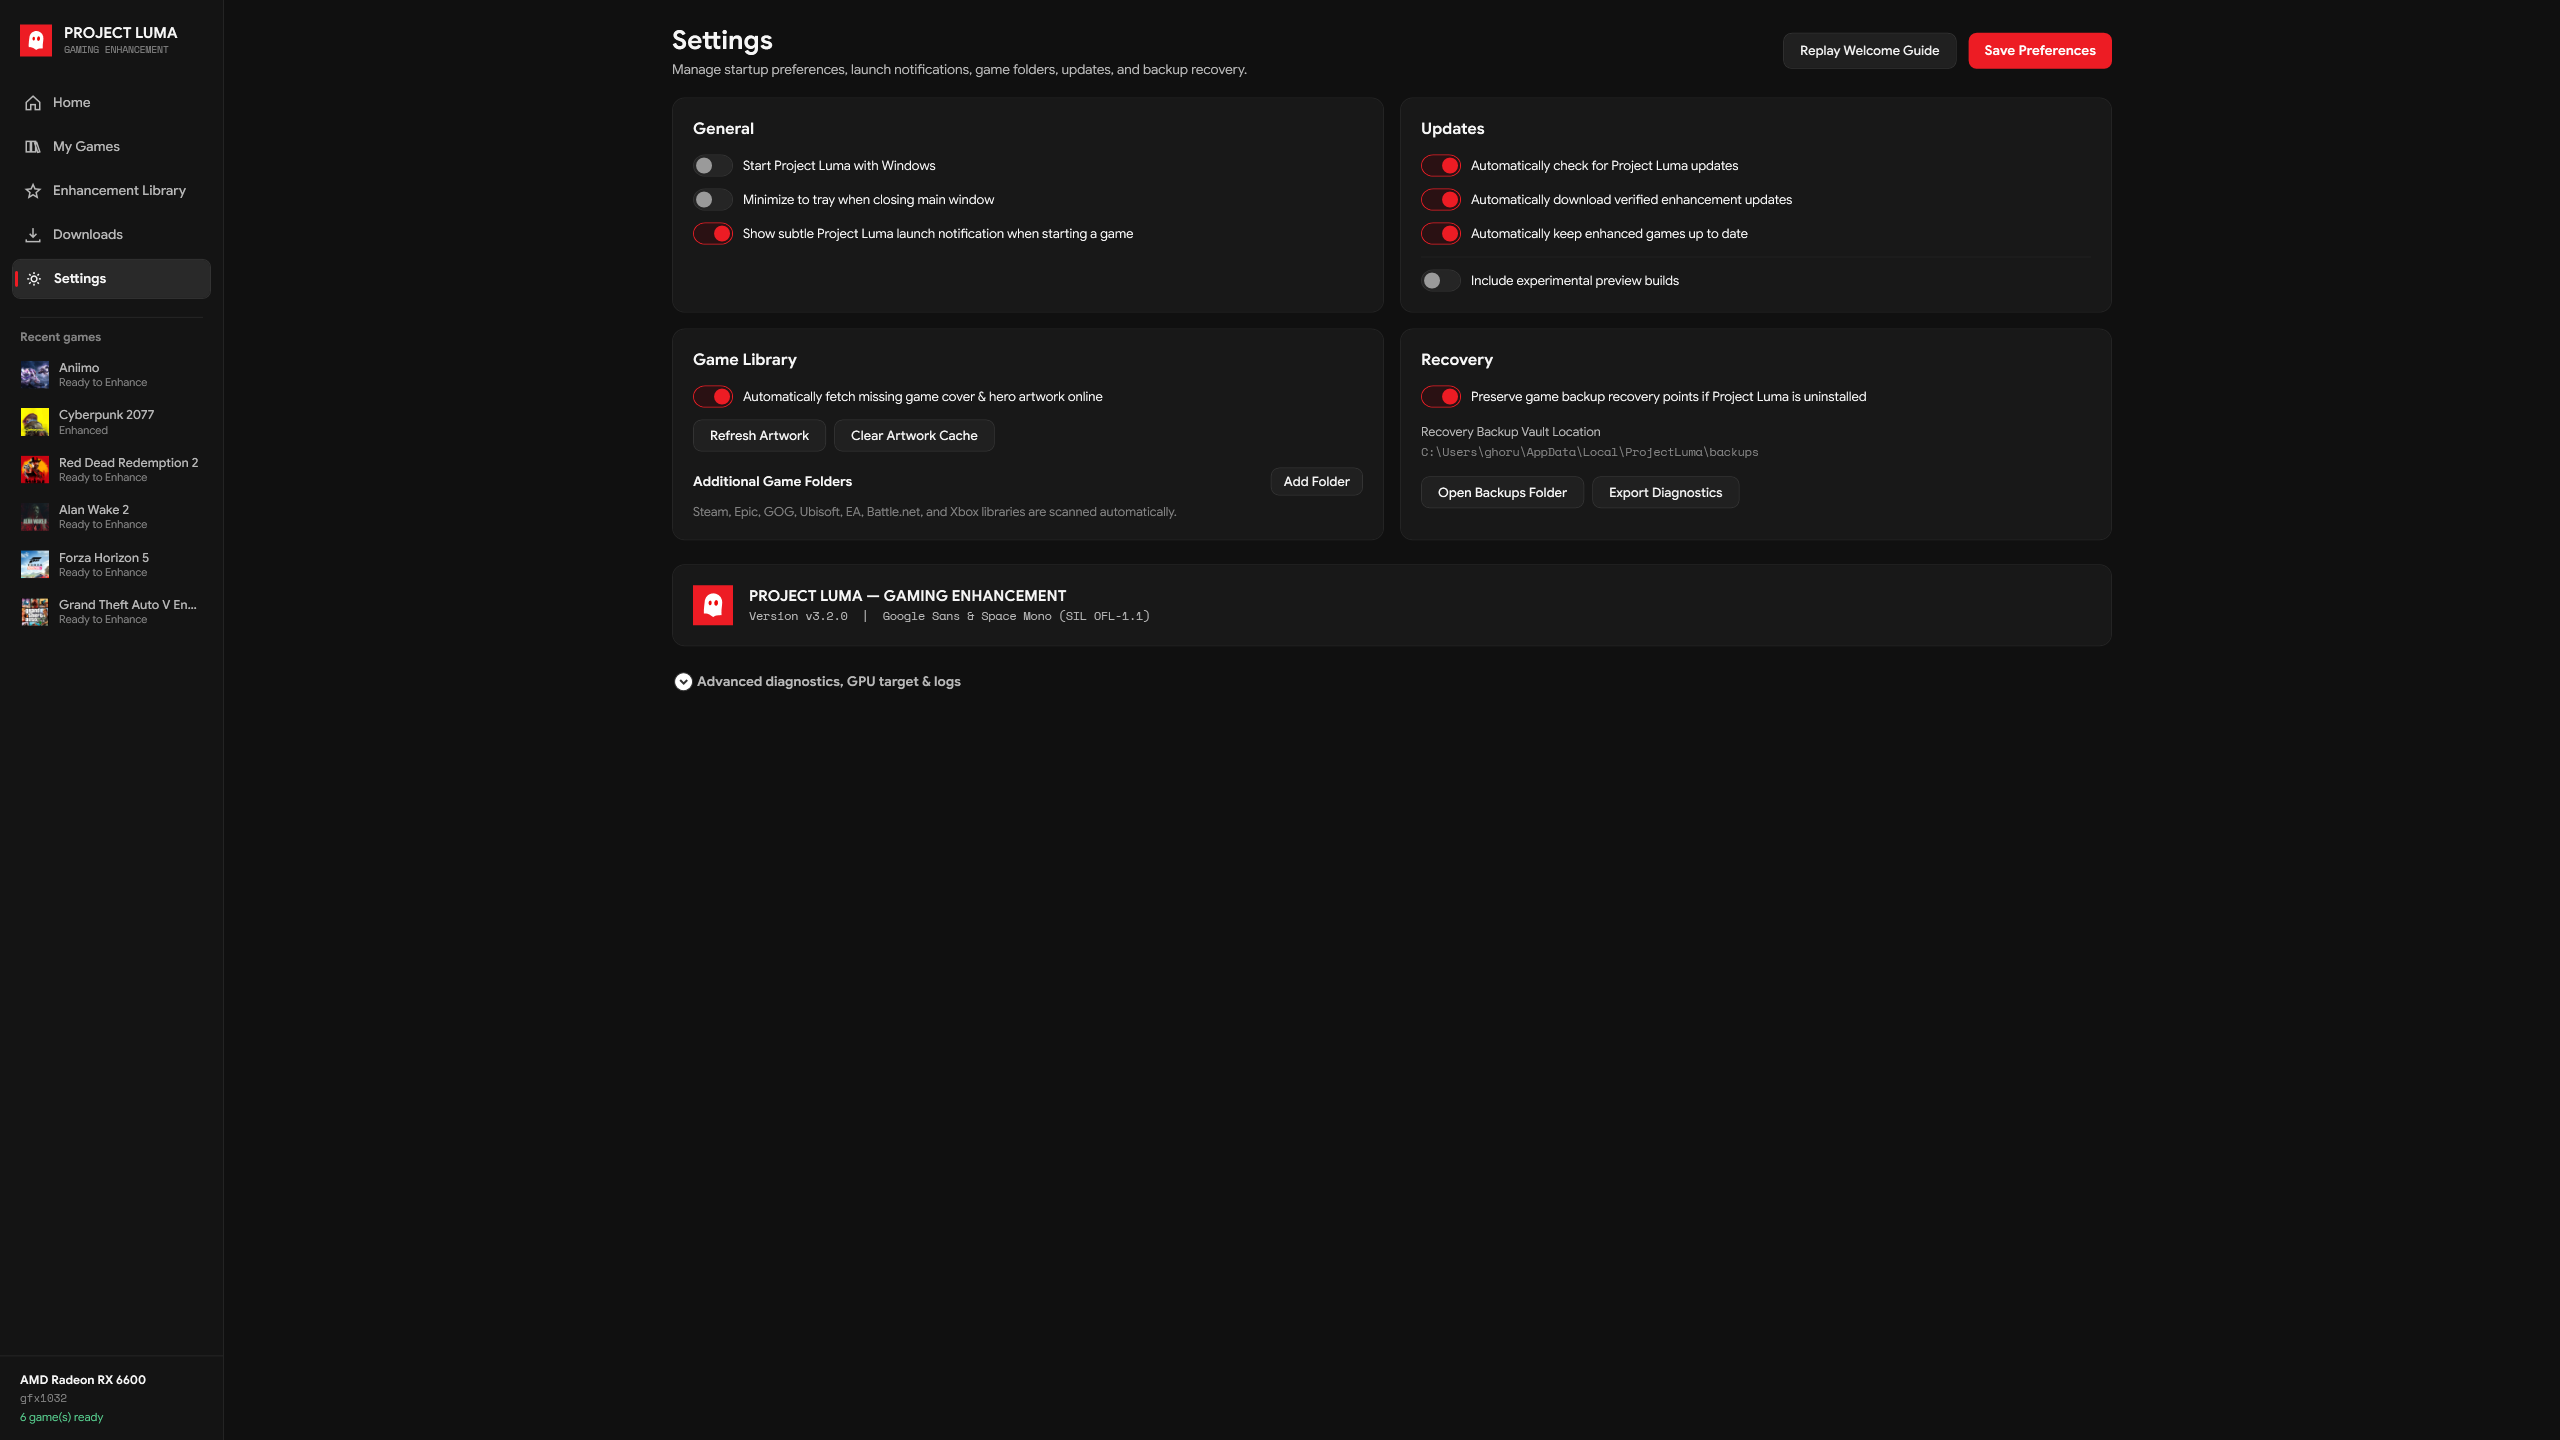 PROJECT LUMA
GAMING ENHANCEMENT
Home
My Games
Enhancement Library
Downloads
Settings
Recent games
Aniimo
Ready to Enhance
Cyberpunk 2077
Enhanced
Red Dead Redemption 2
Ready to Enhance
Alan Wake 2
Ready to Enhance
Forza Horizon 5
Ready to Enhance
Grand Theft Auto V En...
Ready to Enhance
AMD Radeon RX 6600
gfx1032
6 game(s) ready
Settings
Manage startup preferences, launch notifications, game folders, updates, and backup recovery.
Replay Welcome Guide
Save Preferences
General
Start Project Luma with Windows
Minimize to tray when closing main window
Show subtle Project Luma launch notification when starting a game
Updates
Automatically check for Project Luma updates
Automatically download verified enhancement updates
Automatically keep enhanced games up to date
Include experimental preview builds
Game Library
Automatically fetch missing game cover & hero artwork online
Refresh Artwork
Clear Artwork Cache
Additional Game Folders
Add Folder
Steam, Epic, GOG, Ubisoft, EA, Battle.net, and Xbox libraries are scanned automatically.
Recovery
Preserve game backup recovery points if Project Luma is uninstalled
Recovery Backup Vault Location
C:\Users\ghoru\AppData\Local\ProjectLuma\backups
Open Backups Folder
Export Diagnostics
PROJECT LUMA — GAMING ENHANCEMENT
Version v3.2.0 | Google Sans & Space Mono (SIL OFL-1.1)
Advanced diagnostics, GPU target & logs